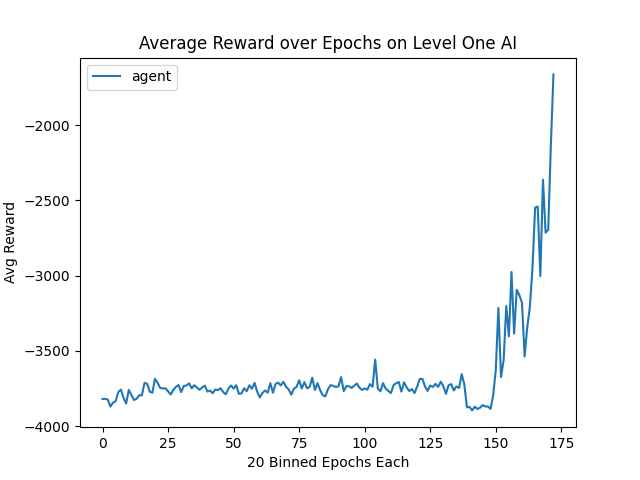 Average Reward over Epochs on Level One AI
agent
−2000
−2500
−3000
−3500
−4000
Avg Reward
0 25 50 75 100 125 150 175
20 Binned Epochs Each